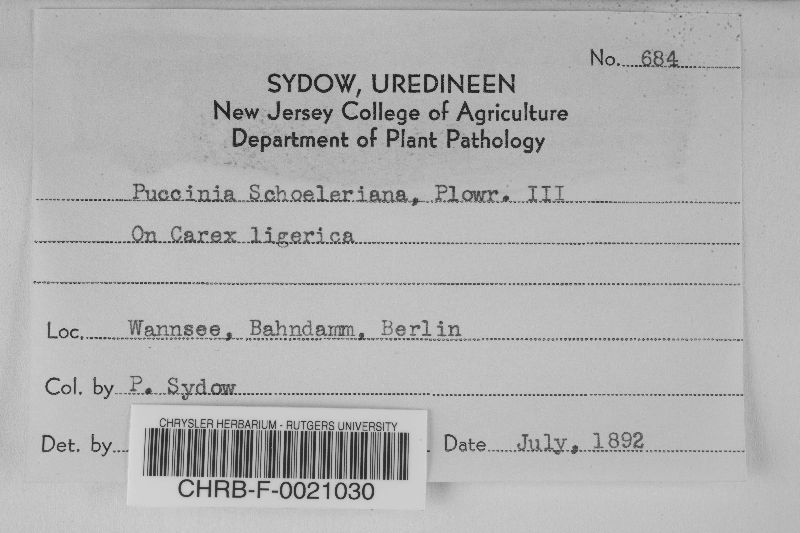 No. 684
SYDOW, UREDINEEN
New Jersey College of Agriculture
Department of Plant Pathology
Puccinia Schoeleriana, Plowr. III
On Carex ligerica
Loc. Wannsee, Bahndamm, Berlin
Col. by P. Sydow
Det. by
Date July, 1892
CHRYSLER HERBARIUM - RUTGERS UNIVERSITY
CHRB-F-0021030